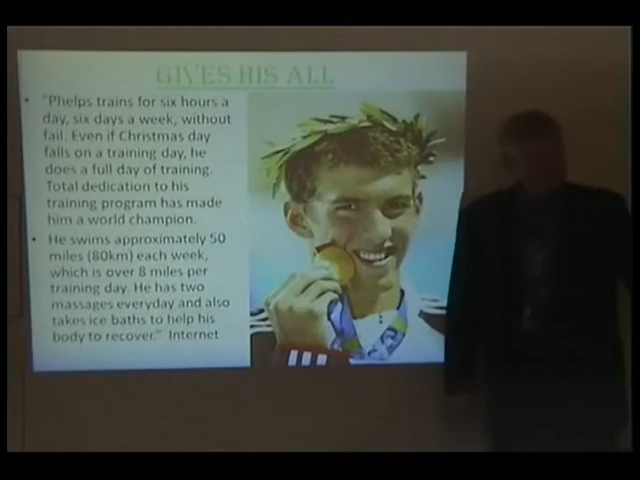 GIVES HIS ALL
• "Phelps trains for six hours a
day, six days a week, without
fail. Even if Christmas day
falls on a training day, he
does a full day of training.
Total dedication to his
training program has made
him a world champion.
• He swims approximately 50
miles (80km) each week,
which is over 8 miles per
training day. He has two
massages everyday and also
takes ice baths to help his
body to recover." Internet